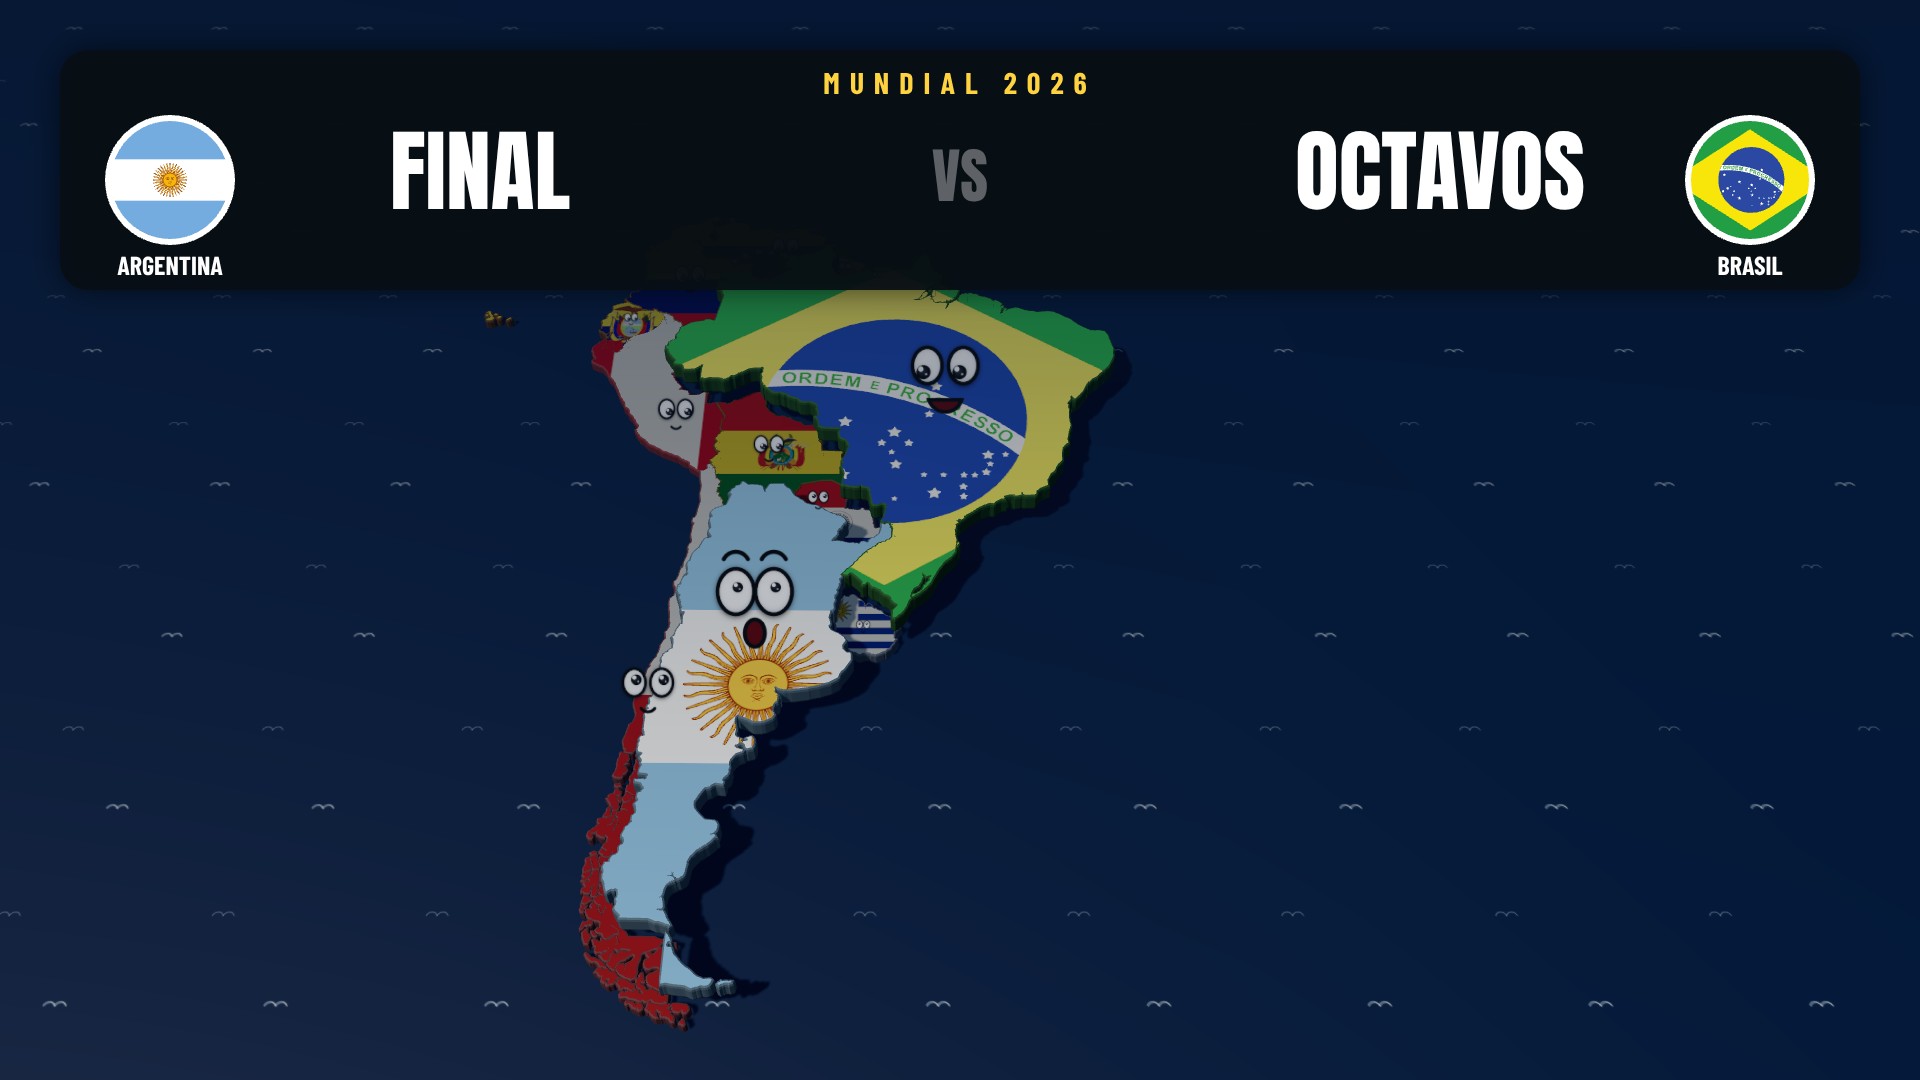 MUNDIAL 2026
FINAL
VS
OCTAVOS
ARGENTINA
BRASIL
ORDEM E PROGRESSO